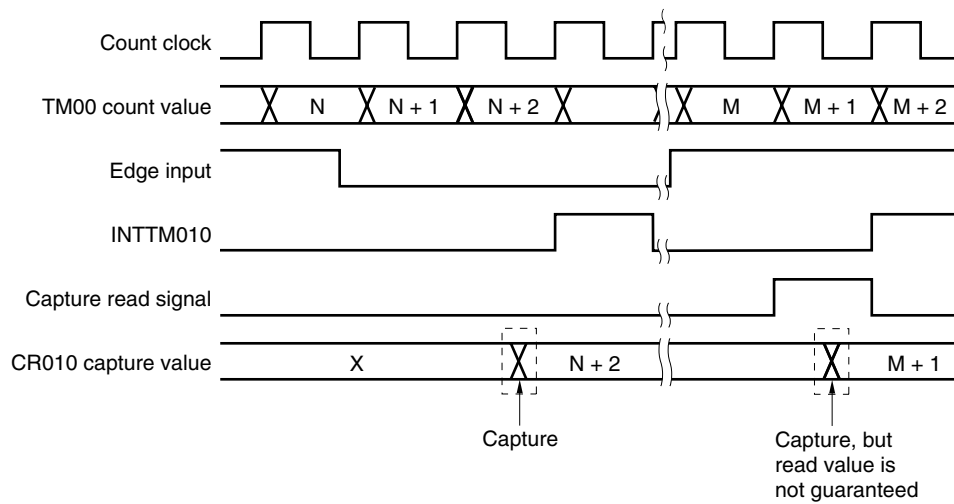 Count clock
TM00 count value
N
N + 1
N + 2
M
M + 1
M + 2
Edge input
INTTM010
Capture read signal
CR010 capture value
X
N + 2
M + 1
Capture
Capture, but
read value is
not guaranteed